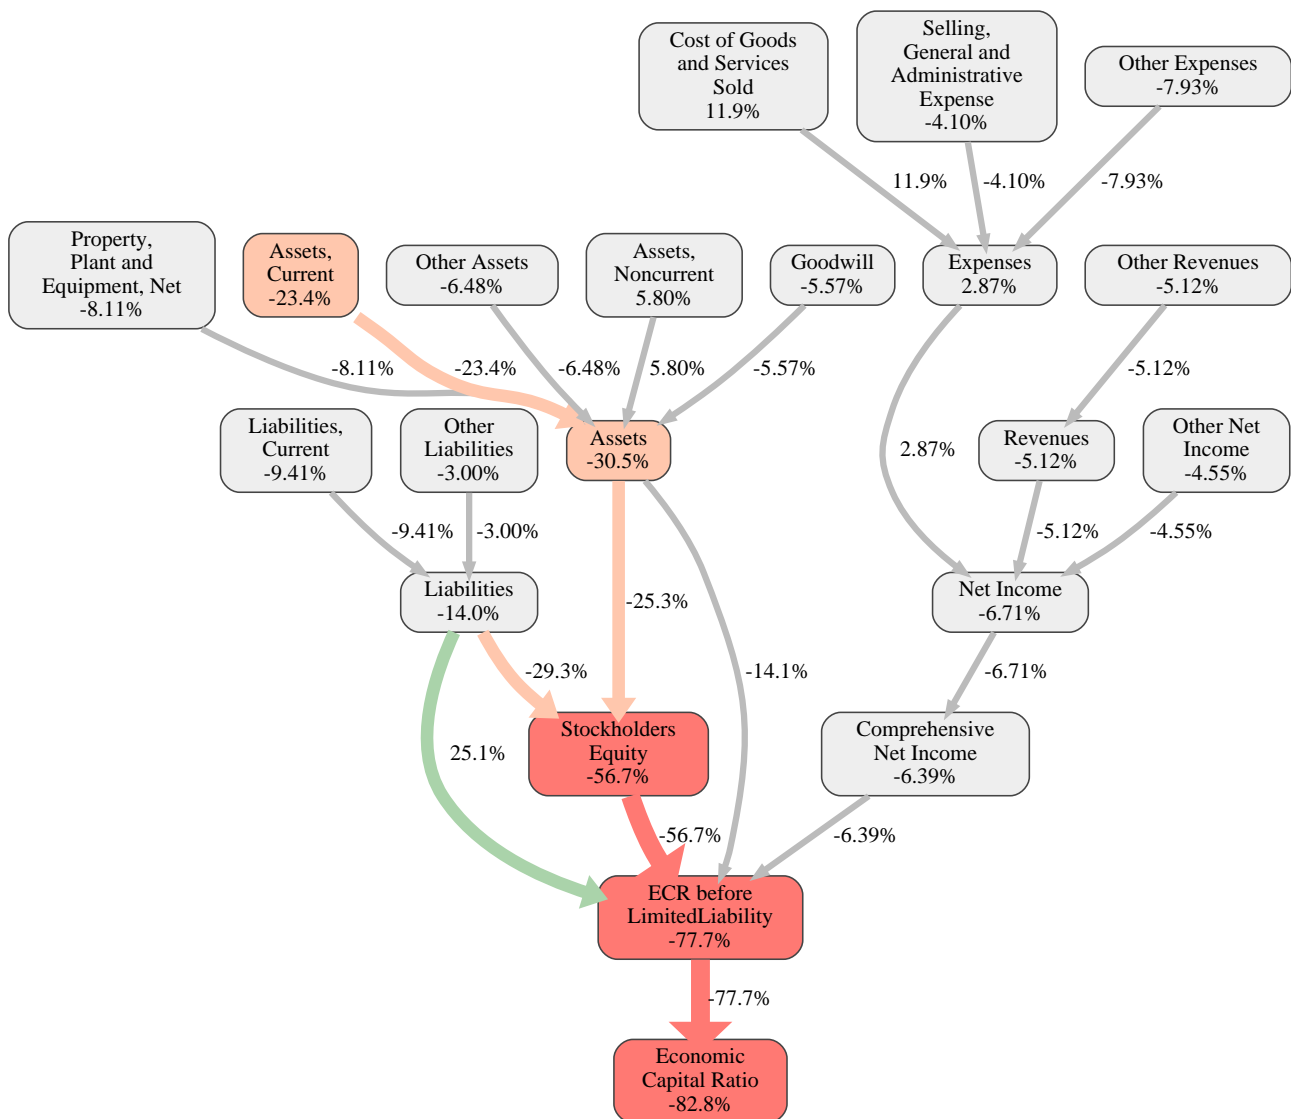 Cost of Goods
and Services
Sold
11.9%
Selling,
General and
Administrative
Expense
-4.10%
Other Expenses
-7.93%
11.9%
-4.10%
-7.93%
Property,
Plant and
Equipment, Net
-8.11%
Assets,
Current
-23.4%
Other Assets
-6.48%
Assets,
Noncurrent
5.80%
Goodwill
-5.57%
Expenses
2.87%
Other Revenues
-5.12%
-8.11%
-23.4%
-6.48%
5.80%
-5.57%
-5.12%
Liabilities,
Current
-9.41%
Other
Liabilities
-3.00%
Assets
-30.5%
2.87%
Revenues
-5.12%
Other Net
Income
-4.55%
-9.41%
-3.00%
-5.12%
-4.55%
Liabilities
-14.0%
-25.3%
Net Income
-6.71%
-29.3%
-14.1%
-6.71%
25.1%
Stockholders
Equity
-56.7%
Comprehensive
Net Income
-6.39%
-56.7%
-6.39%
ECR before
LimitedLiability
-77.7%
-77.7%
Economic
Capital Ratio
-82.8%